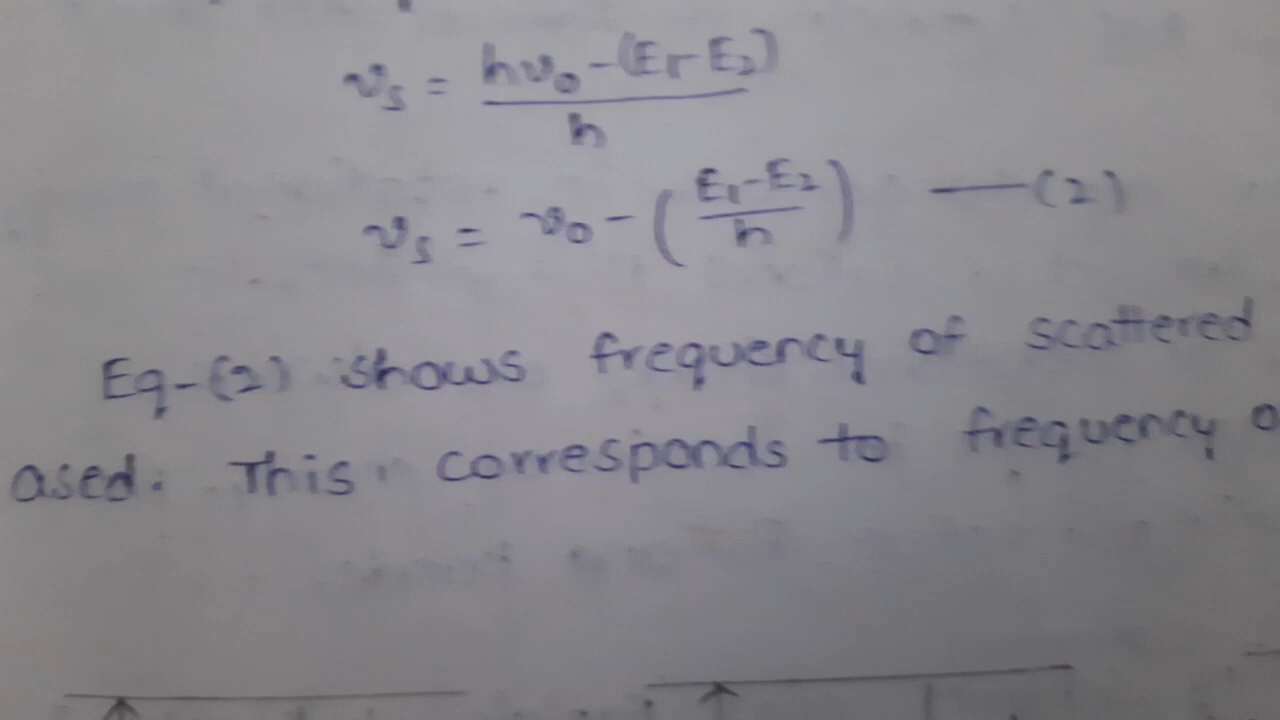 νs = hν0 - (E1 - E2) / h
νs = ν0 - (E1 - E2 / h) — (2)
Eq-(2) shows frequency of scattered
ased. This corresponds to frequency o